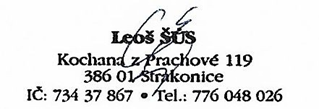 Leoš ŠUS
Kochana z Prachové 119
386 01 Strakonice
IČ: 734 37 867 • Tel.: 776 048 026